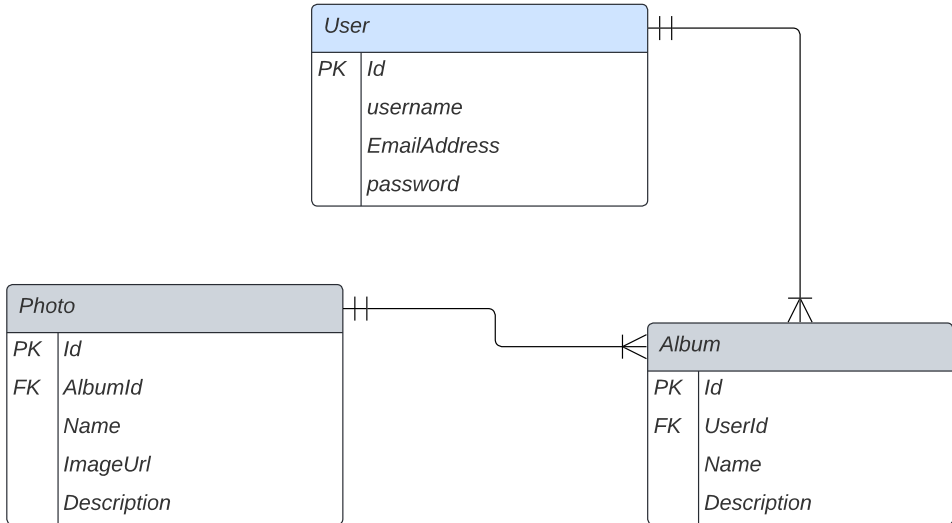 User
PK Id
username
EmailAddress
password
Photo
PK Id
FK AlbumId
Name
ImageUrl
Description
Album
PK Id
FK UserId
Name
Description